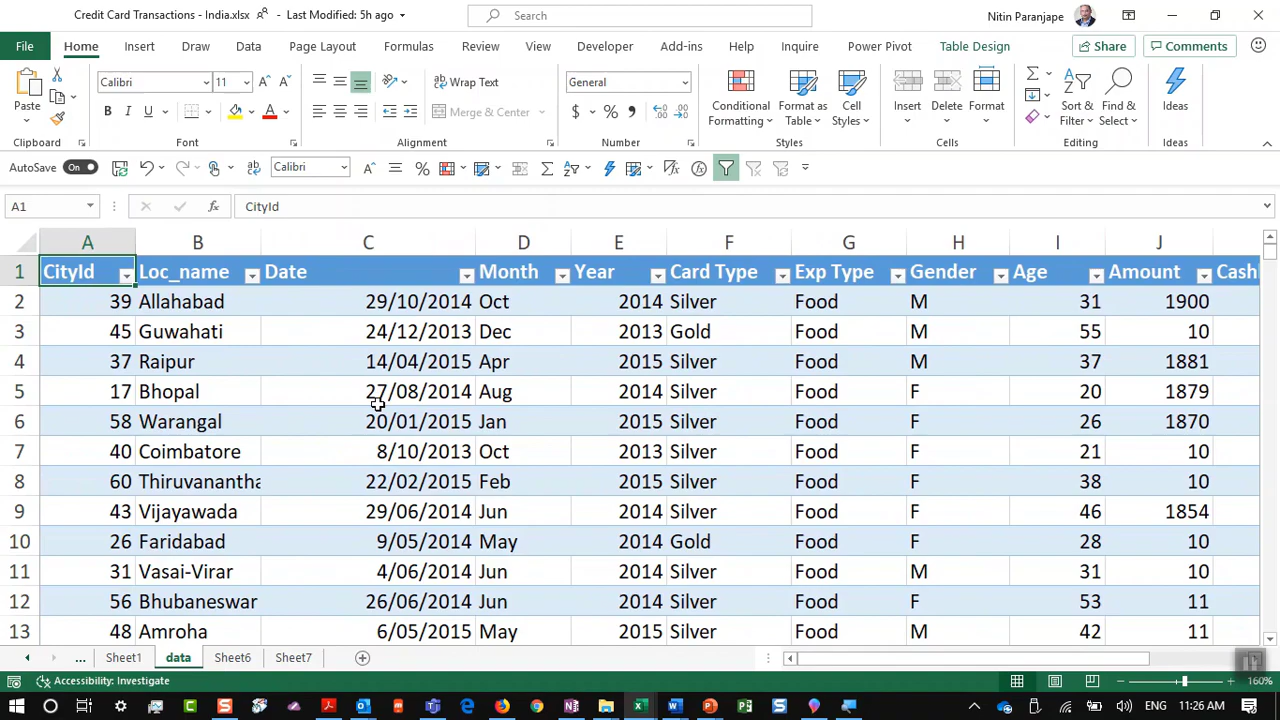 Credit Card Transactions - India.xlsx - Last Modified: 5h ago Search Nitin Paranjape
File Home Insert Draw Data Page Layout Formulas Review View Developer Add-ins Help Inquire Power Pivot Table Design Share Comments
Paste Calibri 11 Wrap Text General Conditional Formatting Format as Table Cell Styles Insert Delete Format Sort & Filter Find & Select Ideas
Merge & Center
Clipboard Font Alignment Number Styles Cells Editing Ideas
AutoSave On Calibri
A1 CityId
A B C D E F G H I J
1 CityId Loc_name Date Month Year Card Type Exp Type Gender Age Amount Cash
2 39 Allahabad 29/10/2014 Oct 2014 Silver Food M 31 1900
3 45 Guwahati 24/12/2013 Dec 2013 Gold Food M 55 10
4 37 Raipur 14/04/2015 Apr 2015 Silver Food M 37 1881
5 17 Bhopal 27/08/2014 Aug 2014 Silver Food F 20 1879
6 58 Warangal 20/01/2015 Jan 2015 Silver Food F 26 1870
7 40 Coimbatore 8/10/2013 Oct 2013 Silver Food F 21 10
8 60 Thiruvanantha 22/02/2015 Feb 2015 Silver Food F 38 10
9 43 Vijayawada 29/06/2014 Jun 2014 Silver Food F 46 1854
10 26 Faridabad 9/05/2014 May 2014 Gold Food F 28 10
11 31 Vasai-Virar 4/06/2014 Jun 2014 Silver Food M 31 10
12 56 Bhubaneswar 26/06/2014 Jun 2014 Silver Food F 53 11
13 48 Amroha 6/05/2015 May 2015 Silver Food M 42 11
... Sheet1 data Sheet6 Sheet7
Accessibility: Investigate 160%
ENG 11:26 AM